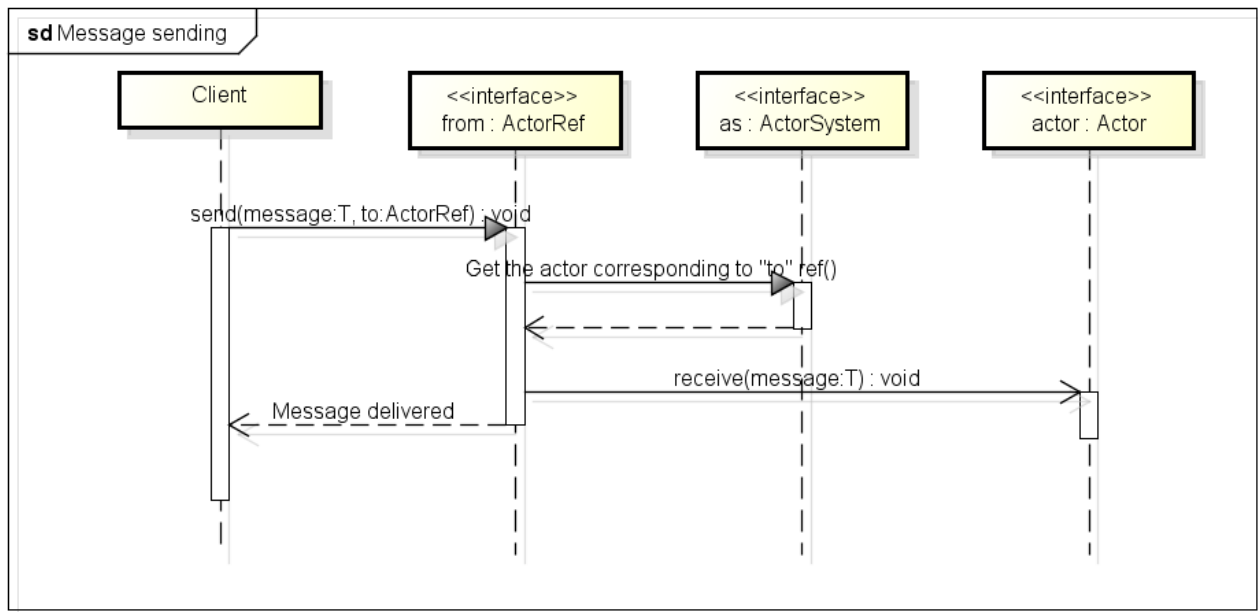 sd Message sending
Client
<<interface>>
from : ActorRef
<<interface>>
as : ActorSystem
<<interface>>
actor : Actor
send(message:T, to:ActorRef) : void
Get the actor corresponding to "to" ref()
receive(message:T) : void
Message delivered